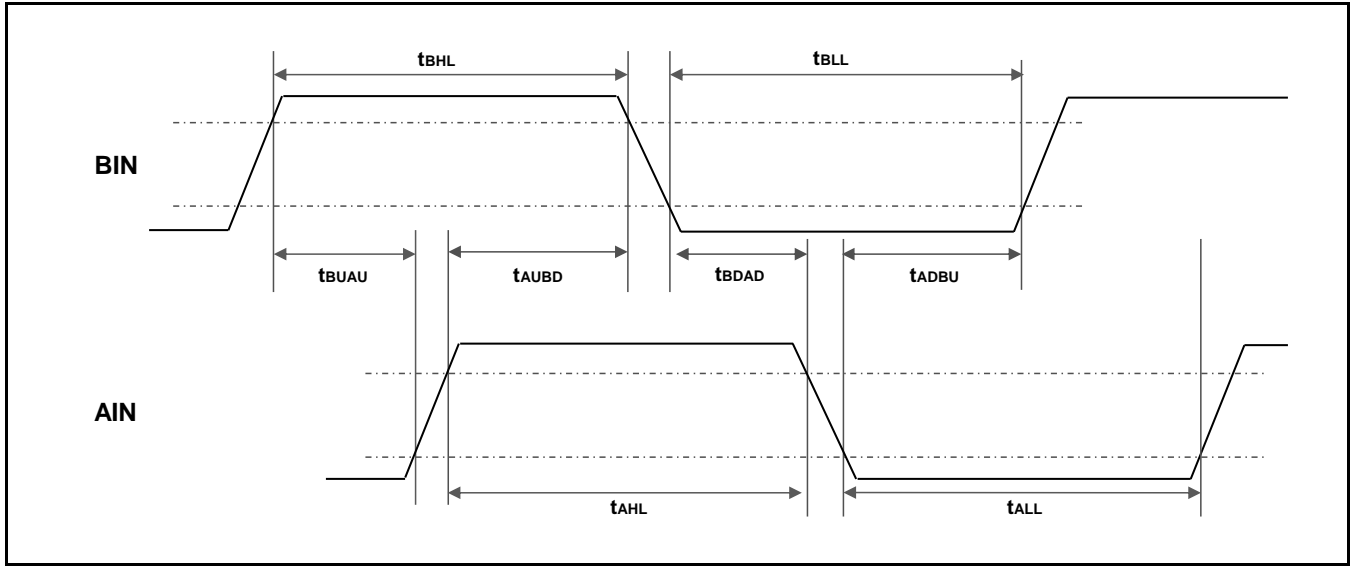 tBHL
tBLL
BIN
tBUAU
tAUBD
tBDAD
tADBU
AIN
tAHL
tALL